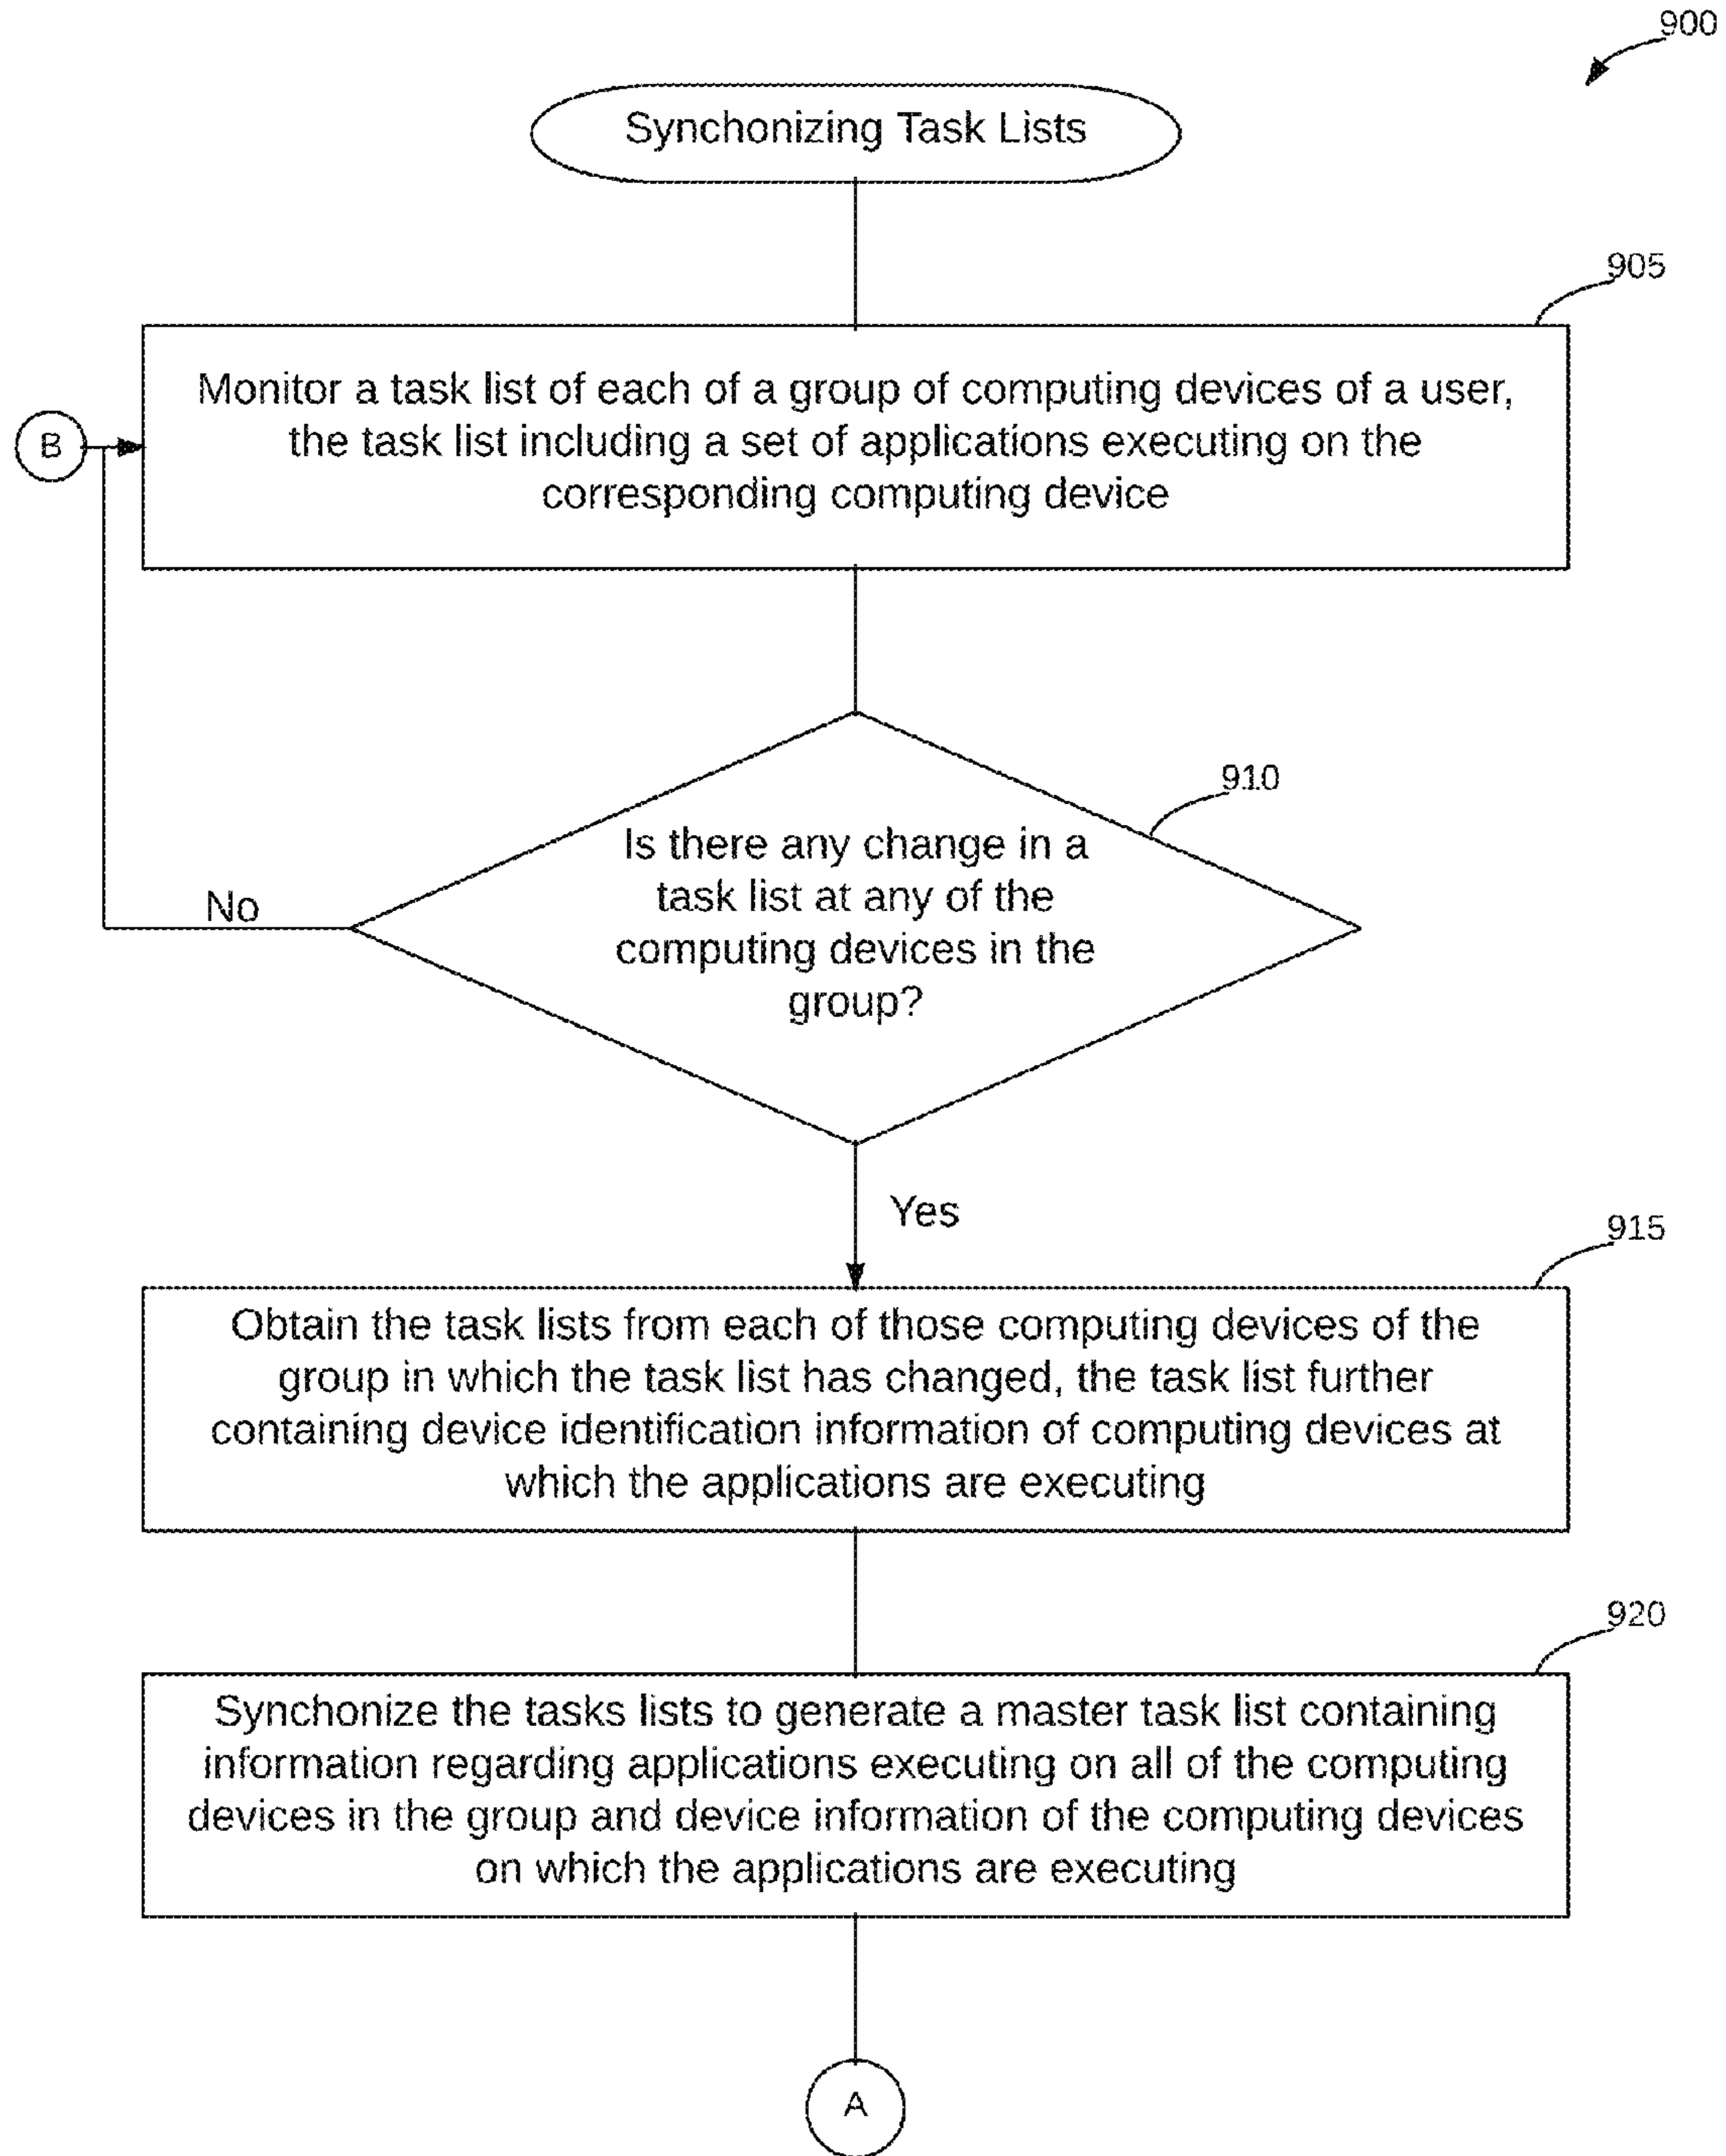 900
Synchonizing Task Lists
905
Monitor a task list of each of a group of computing devices of a user,
the task list including a set of applications executing on the
corresponding computing device
B
910
Is there any change in a
task list at any of the
computing devices in the
group?
No
Yes
915
Obtain the task lists from each of those computing devices of the
group in which the task list has changed, the task list further
containing device identification information of computing devices at
which the applications are executing
920
Synchonize the tasks lists to generate a master task list containing
information regarding applications executing on all of the computing
devices in the group and device information of the computing devices
on which the applications are executing
A